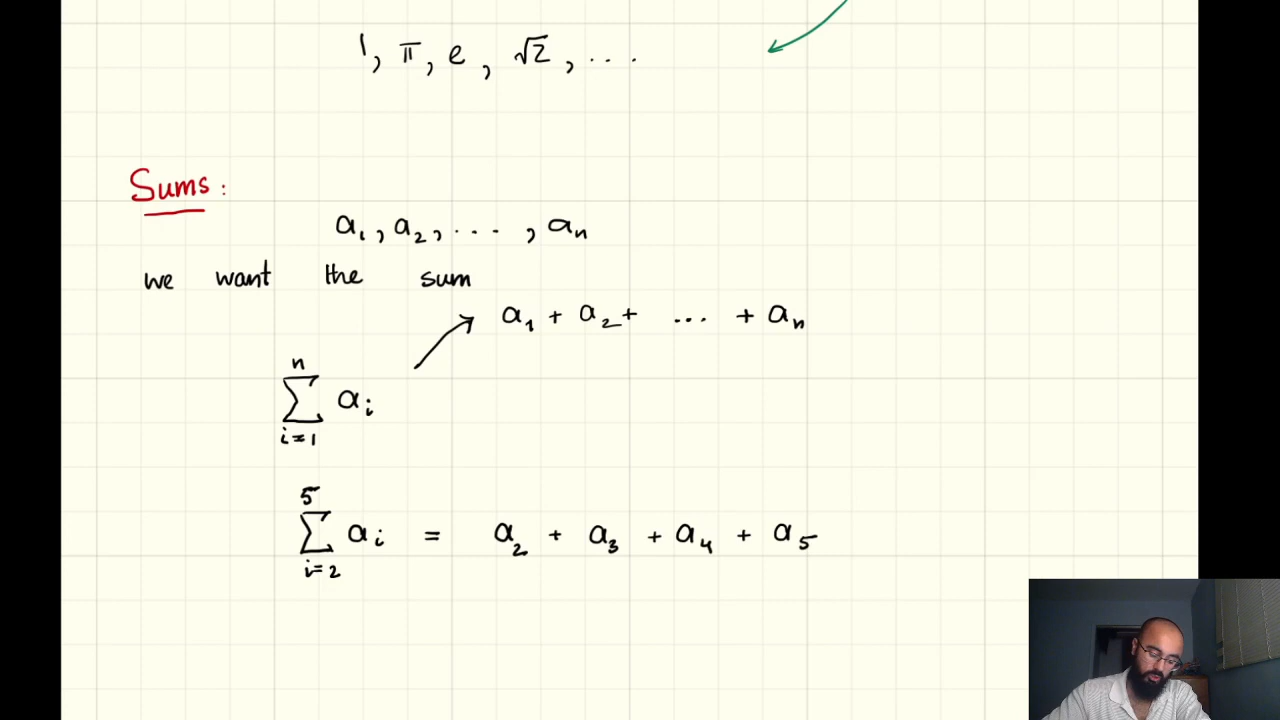 1, π, e, √2, ...
Sums:
a₁, a₂, ..., aₙ
we want the sum
a₁ + a₂ + ... + aₙ
n
∑ aᵢ
i=1
5
∑ aᵢ = a₂ + a₃ + a₄ + a₅
i=2